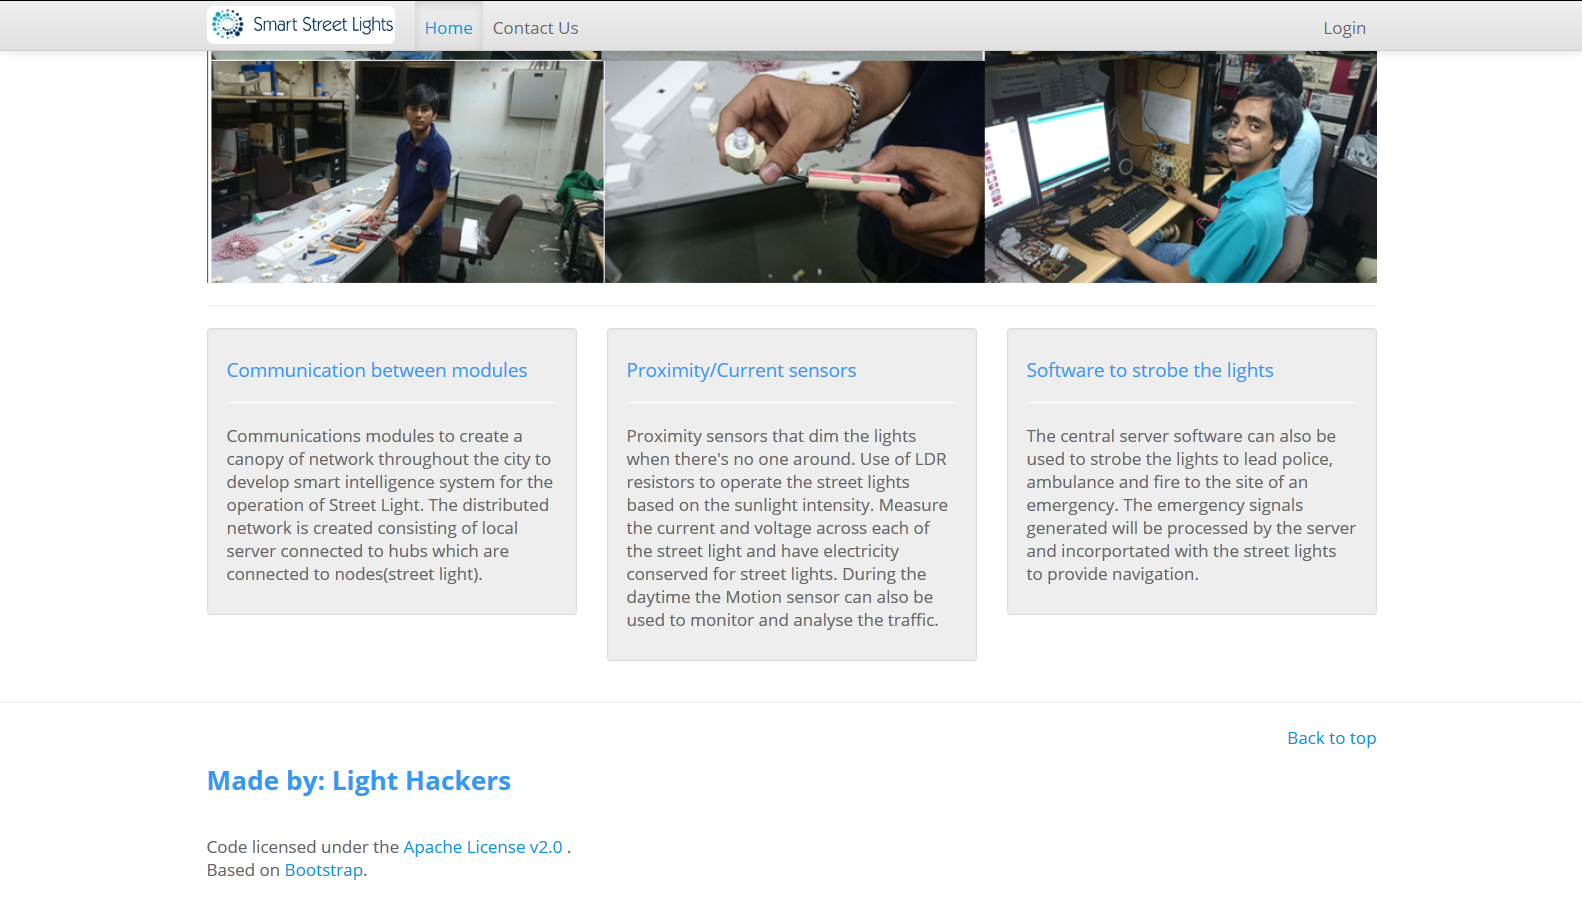 Smart Street Lights Home Contact Us Login
Communication between modules
Communications modules to create a
canopy of network throughout the city to
develop smart intelligence system for the
operation of Street Light. The distributed
network is created consisting of local
server connected to hubs which are
connected to nodes(street light).
Proximity/Current sensors
Proximity sensors that dim the lights
when there's no one around. Use of LDR
resistors to operate the street lights
based on the sunlight intensity. Measure
the current and voltage across each of
the street light and have electricity
conserved for street lights. During the
daytime the Motion sensor can also be
used to monitor and analyse the traffic.
Software to strobe the lights
The central server software can also be
used to strobe the lights to lead police,
ambulance and fire to the site of an
emergency. The emergency signals
generated will be processed by the server
and incorportated with the street lights
to provide navigation.
Back to top
Made by: Light Hackers
Code licensed under the Apache License v2.0 .
Based on Bootstrap.